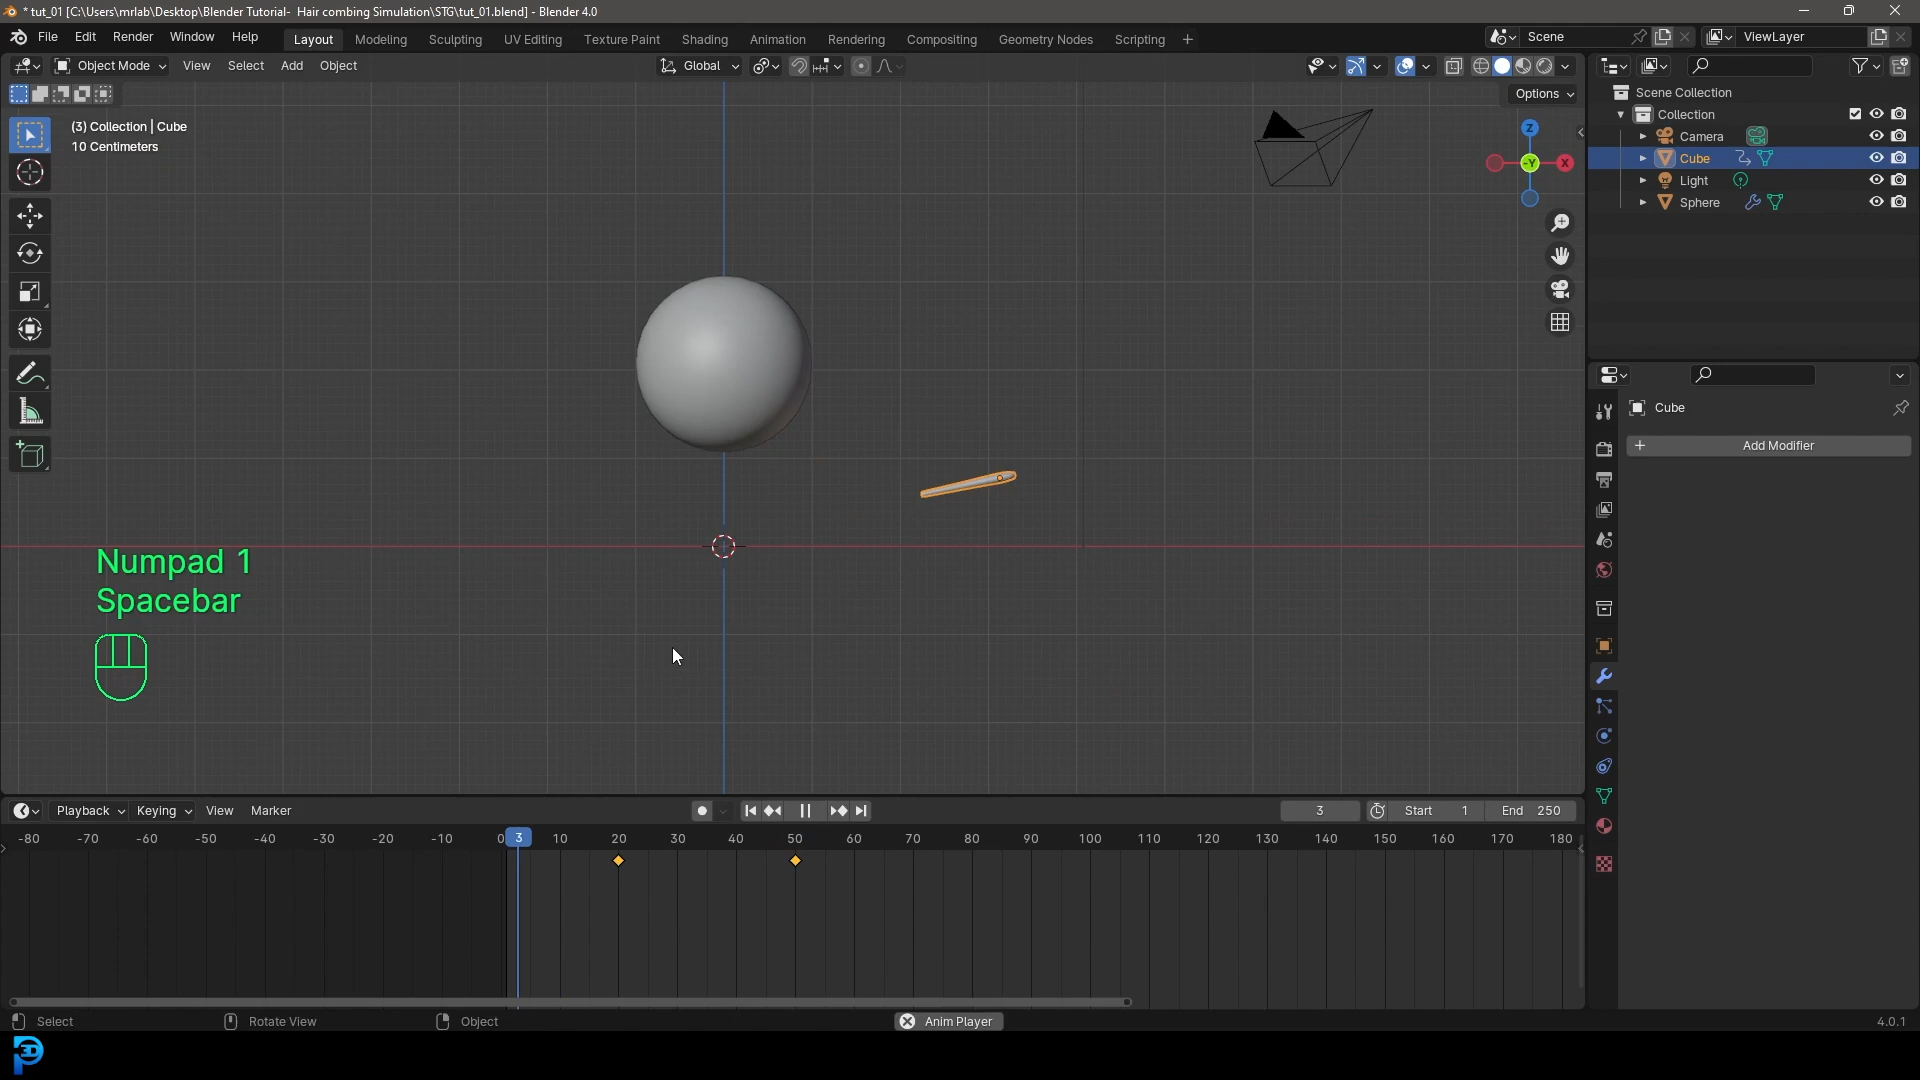 * tut_01 [C:\Users\mrlab\Desktop\Blender Tutorial-  Hair combing Simulation\STG\tut_01.blend] - Blender 4.0
File Edit Render Window Help Layout Modeling Sculpting UV Editing Texture Paint Shading Animation Rendering Compositing Geometry Nodes Scripting + Scene ViewLayer
Object Mode View Select Add Object Global
Options
Scene Collection
Collection
Camera
Cube
Light
Sphere
(3) Collection | Cube
10 Centimeters
Z
-Y
X
Cube
+ Add Modifier
Numpad 1
Spacebar
Playback Keying View Marker 3 Start 1 End 250
-80 -70 -60 -50 -40 -30 -20 -10 0 3 10 20 30 40 50 60 70 80 90 100 110 120 130 140 150 160 170 180
Select Rotate View Object Anim Player 4.0.1